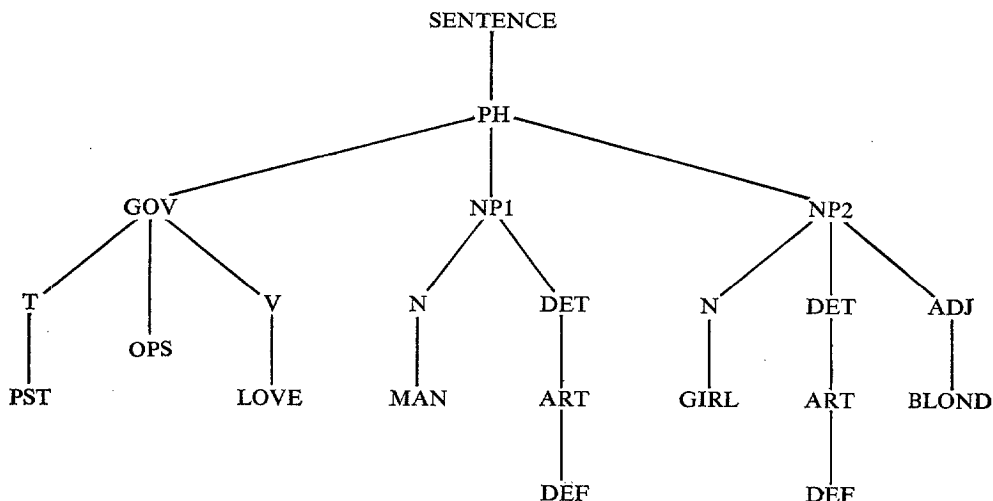 SENTENCE
PH
GOV NP1 NP2
T V N DET N DET ADJ
OPS
PST LOVE MAN ART GIRL ART BLOND
DEF DEF